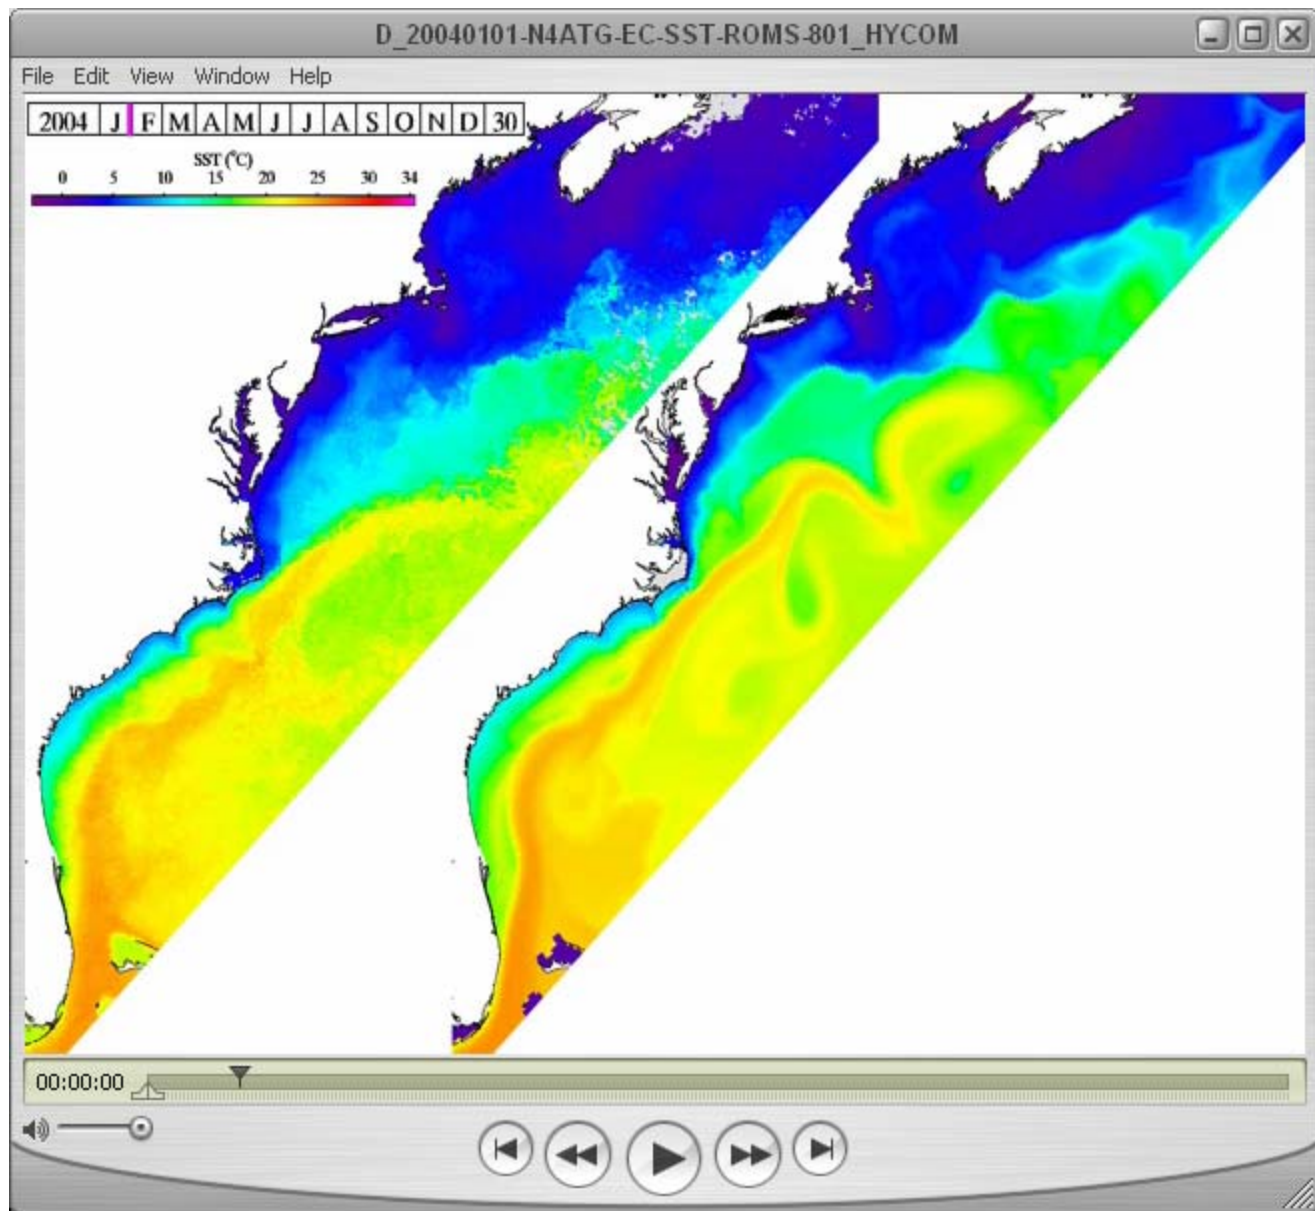 D_20040101-N4ATG-EC-SST-ROMS-801_HYCOM
File Edit View Window Help
2004 J F M A M J J A S O N D 30
SST (°C)
0 5 10 15 20 25 30 34
00:00:00